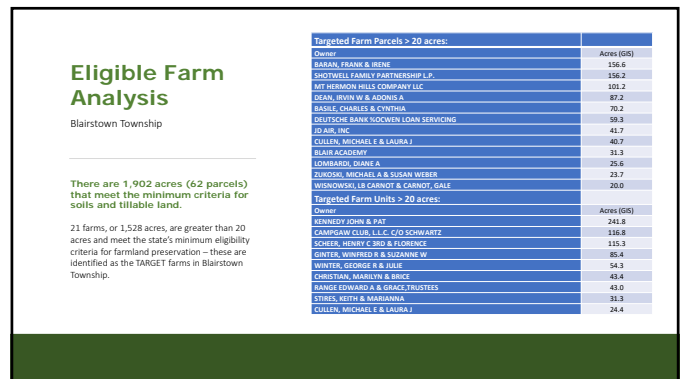 Eligible Farm
Analysis
Blairstown Township
There are 1,902 acres (62 parcels)
that meet the minimum criteria for
soils and tillable land.
21 farms, or 1,528 acres, are greater than 20
acres and meet the state's minimum eligibility
criteria for farmland preservation – these are
identified as the TARGET farms in Blairstown
Township.
Targeted Farm Parcels > 20 acres:
Owner Acres (GIS)
BARAN, FRANK & IRENE 156.6
SHOTWELL FAMILY PARTNERSHIP L.P. 156.2
MT HERMON HILLS COMPANY LLC 101.2
DEAN, IRVIN W & ADONIS A 87.2
BASILE, CHARLES & CYNTHIA 70.2
DEUTSCHE BANK %OCWEN LOAN SERVICING 59.3
JD AIR, INC 41.7
CULLEN, MICHAEL E & LAURA J 40.7
BLAIR ACADEMY 31.3
LOMBARDI, DIANE A 25.6
ZUKOSKI, MICHAEL A & SUSAN WEBER 23.7
WISNOWSKI, LB CARNOT & CARNOT, GALE 20.0
Targeted Farm Units > 20 acres:
Owner Acres (GIS)
KENNEDY JOHN & PAT 241.8
CAMPGAW CLUB, L.L.C. C/O SCHWARTZ 116.8
SCHEER, HENRY C 3RD & FLORENCE 115.3
GINTER, WINFRED R & SUZANNE W 85.4
WINTER, GEORGE R & JULIE 54.3
CHRISTIAN, MARILYN & BRICE 43.4
RANGE EDWARD A & GRACE,TRUSTEES 43.0
STIRES, KEITH & MARIANNA 31.3
CULLEN, MICHAEL E & LAURA J 24.4